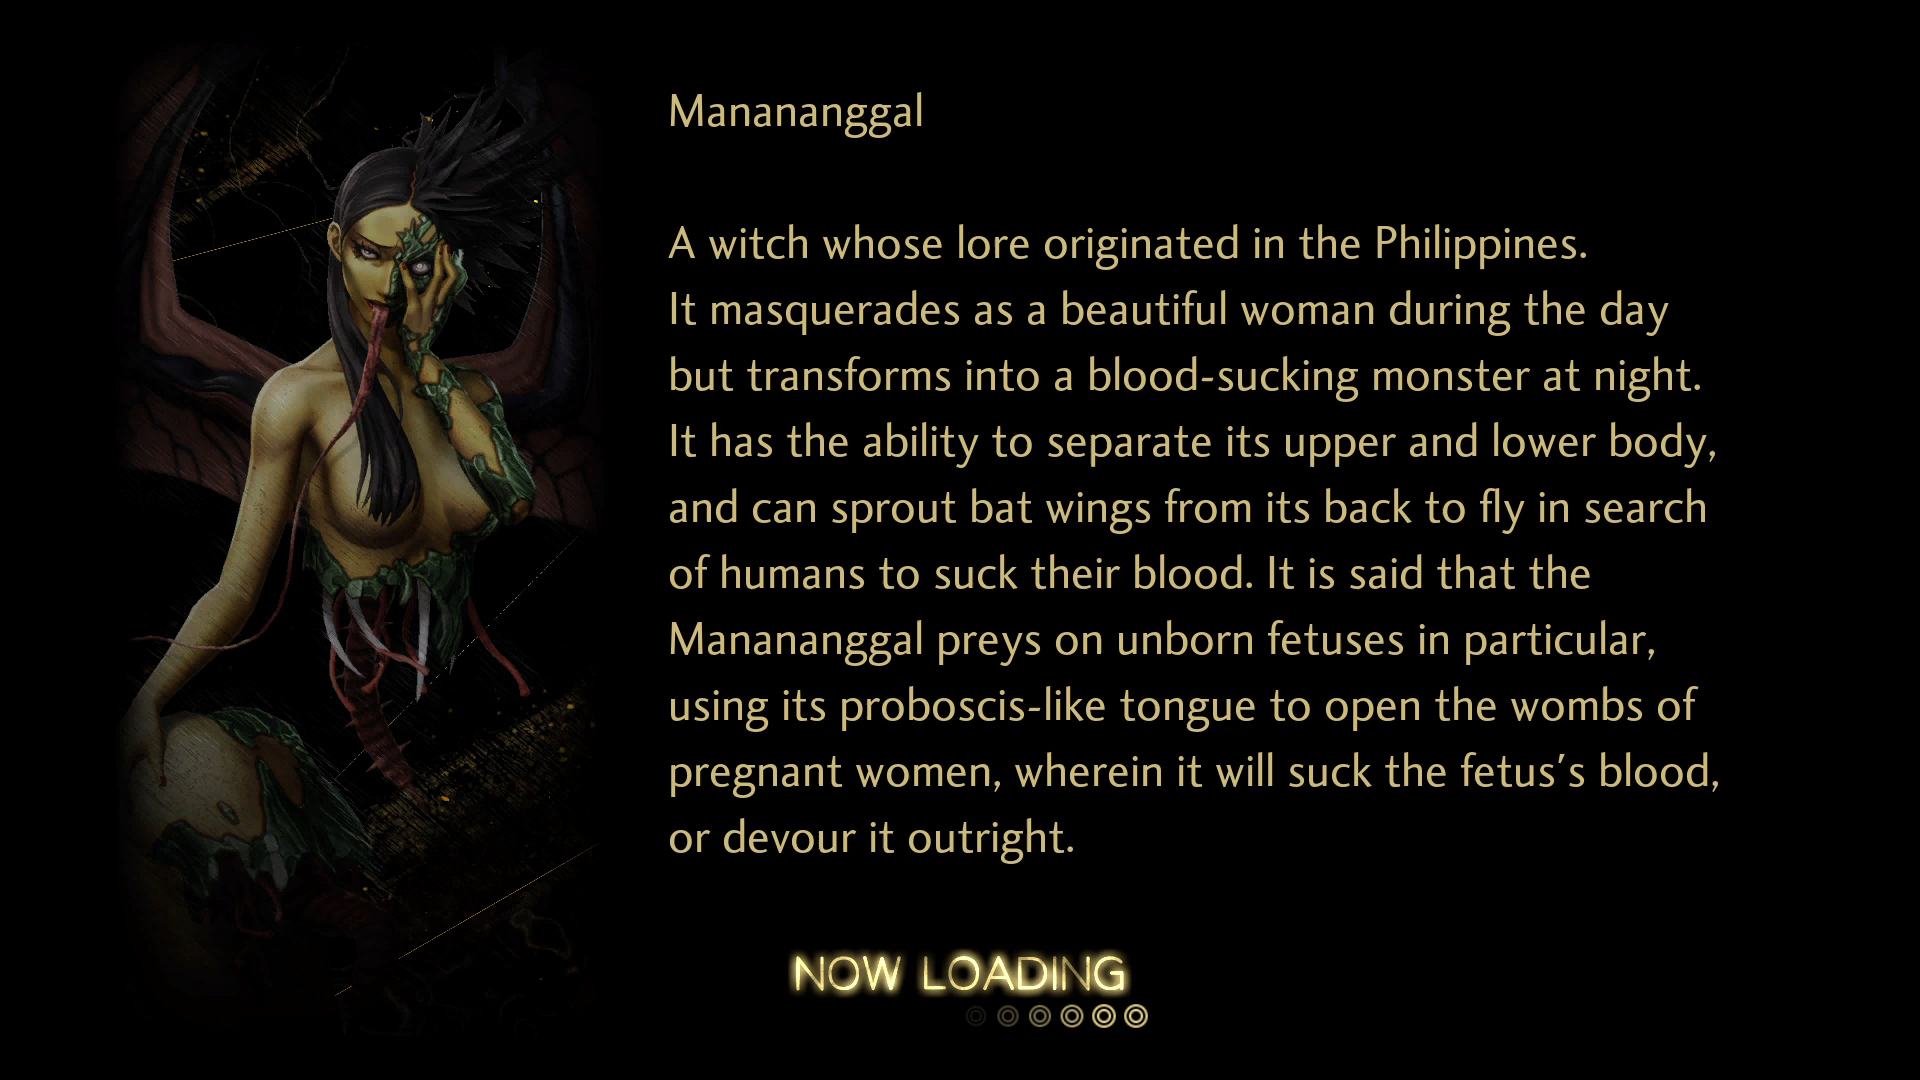 Manananggal
A witch whose lore originated in the Philippines.
It masquerades as a beautiful woman during the day
but transforms into a blood-sucking monster at night.
It has the ability to separate its upper and lower body,
and can sprout bat wings from its back to fly in search
of humans to suck their blood. It is said that the
Manananggal preys on unborn fetuses in particular,
using its proboscis-like tongue to open the wombs of
pregnant women, wherein it will suck the fetus's blood,
or devour it outright.
NOW LOADING